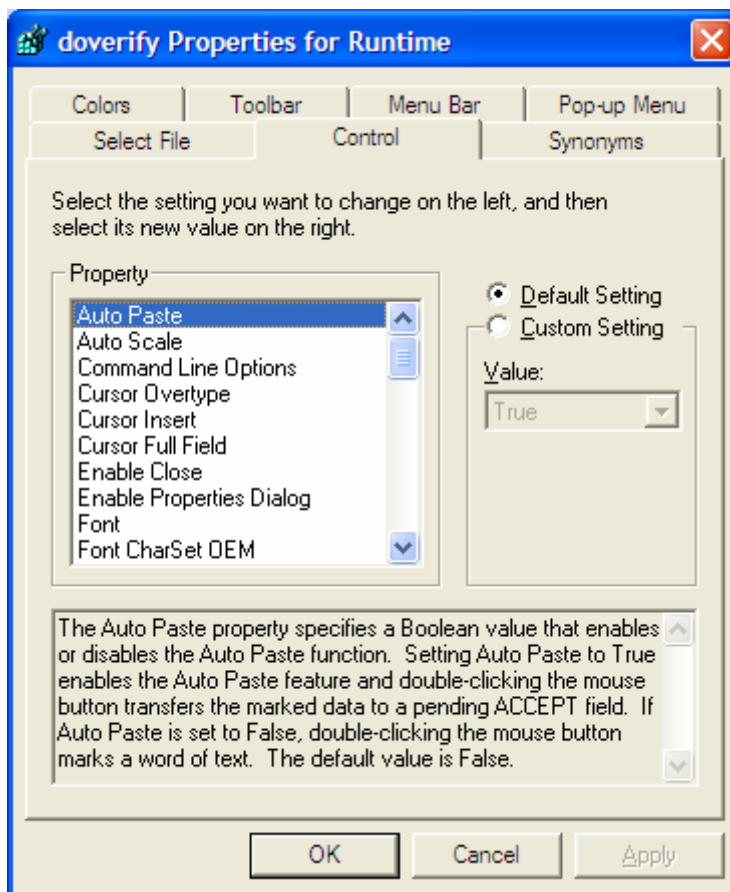 doverify Properties for Runtime
Colors Toolbar Menu Bar Pop-up Menu
Select File Control Synonyms
Select the setting you want to change on the left, and then
select its new value on the right.
Property
Auto Paste
Auto Scale
Command Line Options
Cursor Overtype
Cursor Insert
Cursor Full Field
Enable Close
Enable Properties Dialog
Font
Font CharSet OEM
Default Setting
Custom Setting
Value:
True
The Auto Paste property specifies a Boolean value that enables
or disables the Auto Paste function.  Setting Auto Paste to True
enables the Auto Paste feature and double-clicking the mouse
button transfers the marked data to a pending ACCEPT field.  If
Auto Paste is set to False, double-clicking the mouse button
marks a word of text.  The default value is False.
OK Cancel Apply